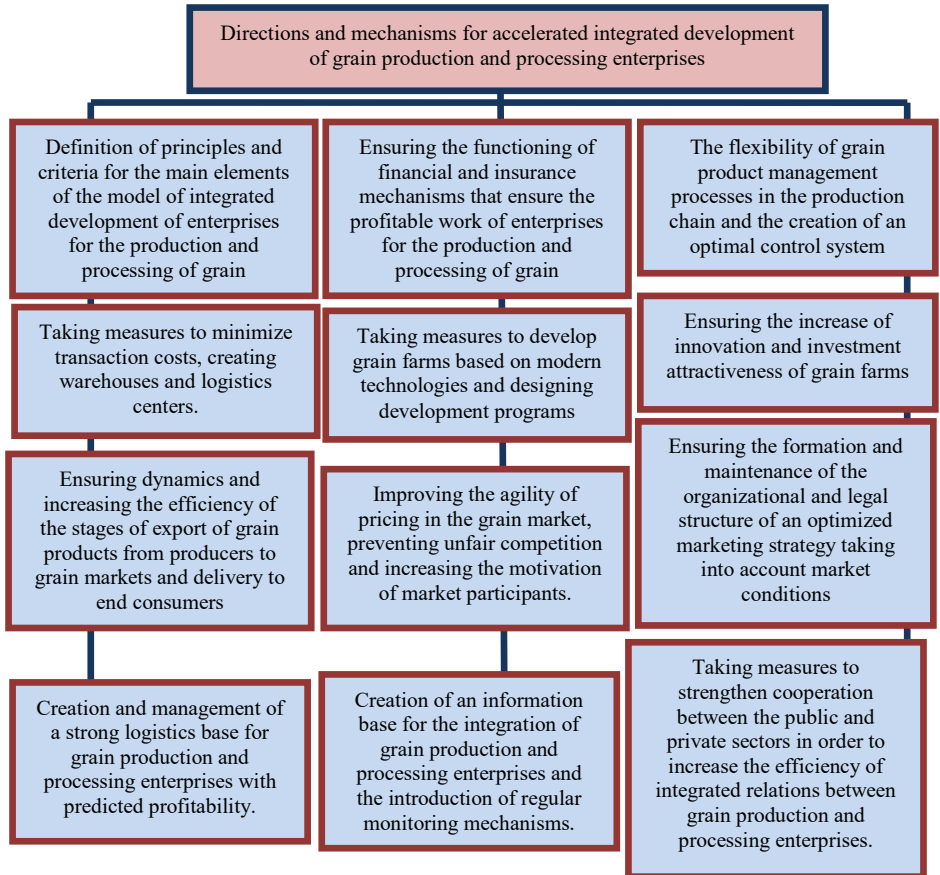 Directions and mechanisms for accelerated integrated development
of grain production and processing enterprises
Definition of principles and
criteria for the main elements
of the model of integrated
development of enterprises
for the production and
processing of grain
Taking measures to minimize
transaction costs, creating
warehouses and logistics
centers.
Ensuring dynamics and
increasing the efficiency of
the stages of export of grain
products from producers to
grain markets and delivery to
end consumers
Creation and management of
a strong logistics base for
grain production and
processing enterprises with
predicted profitability.
Ensuring the functioning of
financial and insurance
mechanisms that ensure the
profitable work of enterprises
for the production and
processing of grain
Taking measures to develop
grain farms based on modern
technologies and designing
development programs
Improving the agility of
pricing in the grain market,
preventing unfair competition
and increasing the motivation
of market participants.
Creation of an information
base for the integration of
grain production and
processing enterprises and
the introduction of regular
monitoring mechanisms.
The flexibility of grain
product management
processes in the production
chain and the creation of an
optimal control system
Ensuring the increase of
innovation and investment
attractiveness of grain farms
Ensuring the formation and
maintenance of the
organizational and legal
structure of an optimized
marketing strategy taking
into account market
conditions
Taking measures to
strengthen cooperation
between the public and
private sectors in order to
increase the efficiency of
integrated relations between
grain production and
processing enterprises.